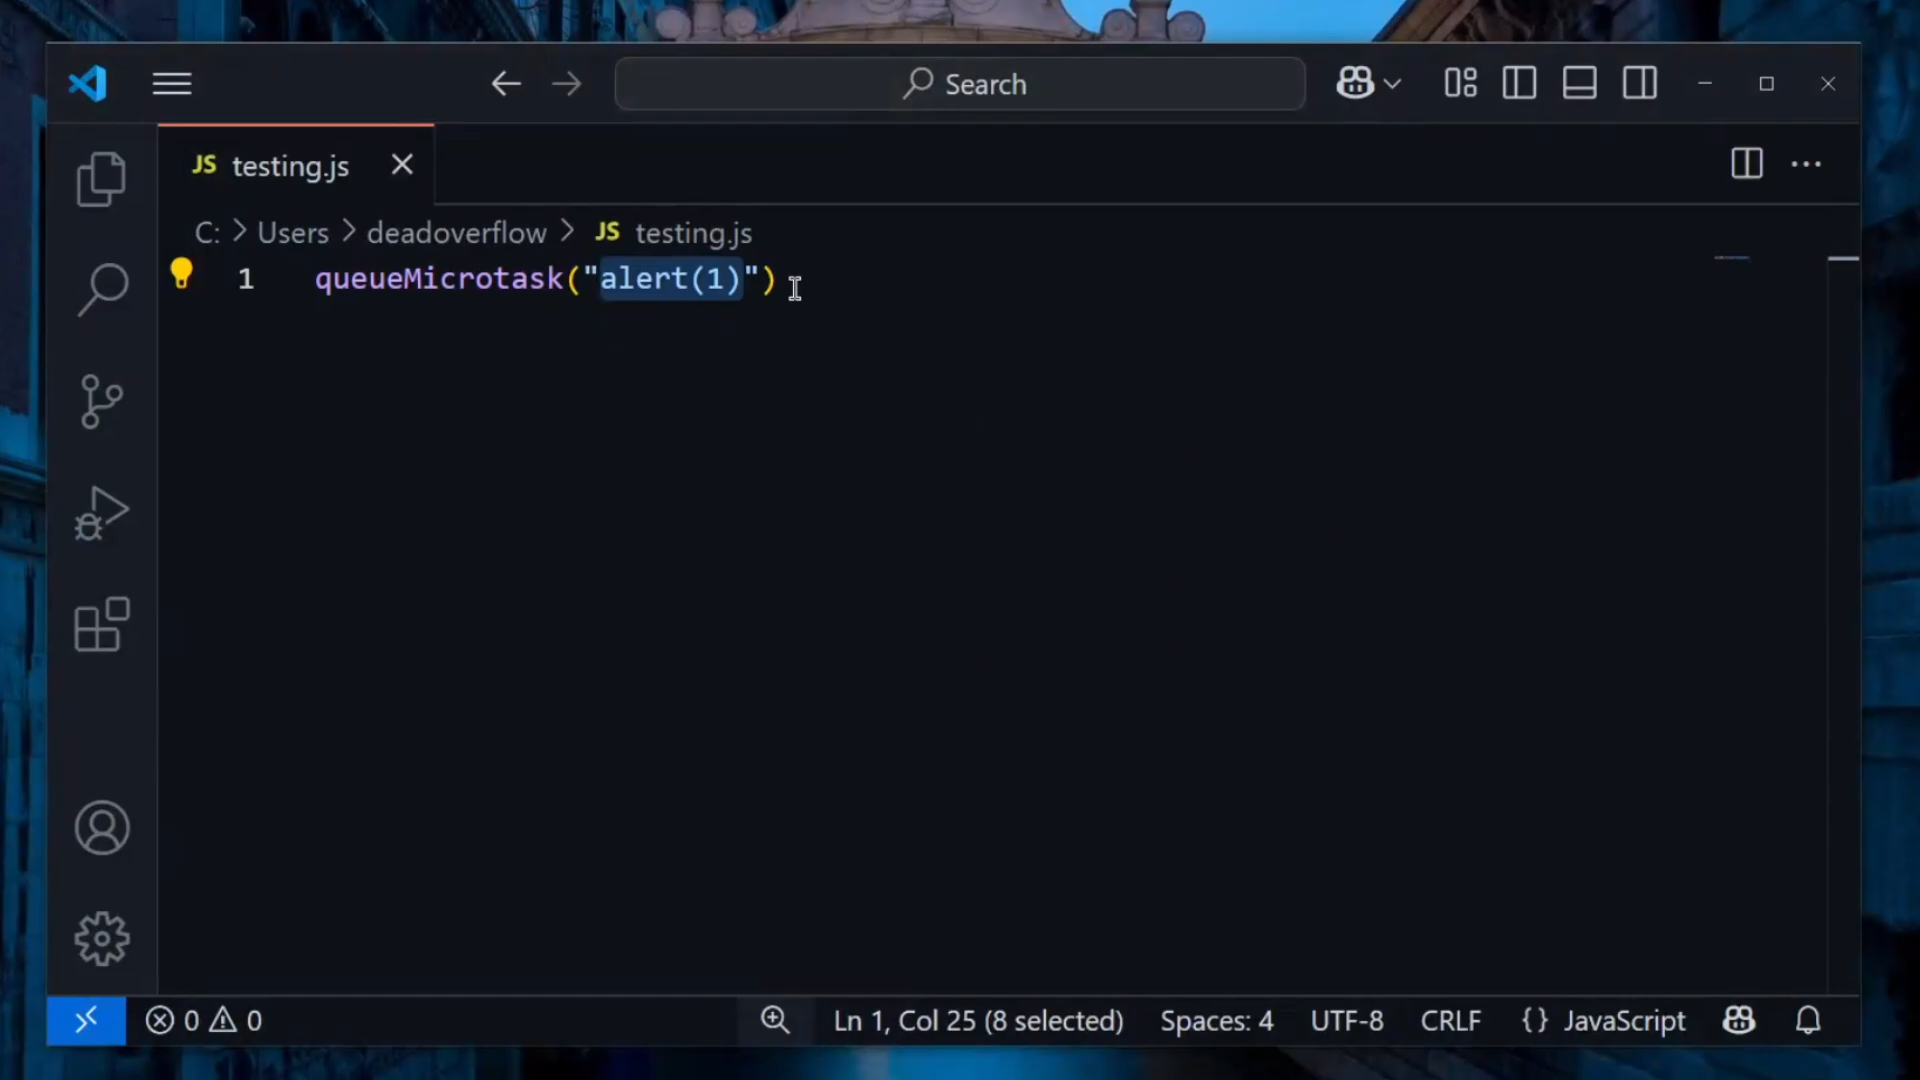 Search
JS testing.js
C: > Users > deadoverflow > JS testing.js
1 queueMicrotask("alert(1)")
0 0 Ln 1, Col 25 (8 selected) Spaces: 4 UTF-8 CRLF {} JavaScript